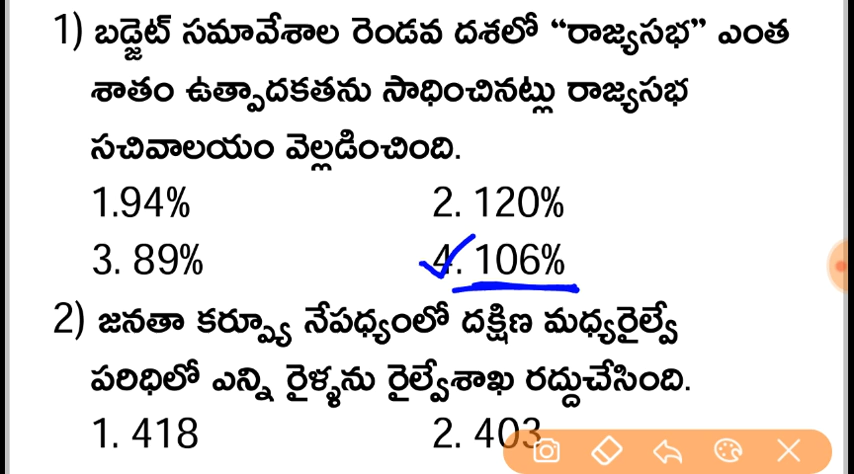 1) బడ్జెట్ సమావేశాల రెండవ దశలో “రాజ్యసభ” ఎంత
శాతం ఉత్పాదకతను సాధించినట్లు రాజ్యసభ
సచివాలయం వెల్లడించింది.
1.94% 2. 120%
3. 89% 4. 106%
2) జనతా కర్ఫ్యూ నేపధ్యంలో దక్షిణ మధ్యరైల్వే
పరిధిలో ఎన్ని రైళ్ళను రైల్వేశాఖ రద్దుచేసింది.
1. 418 2. 403